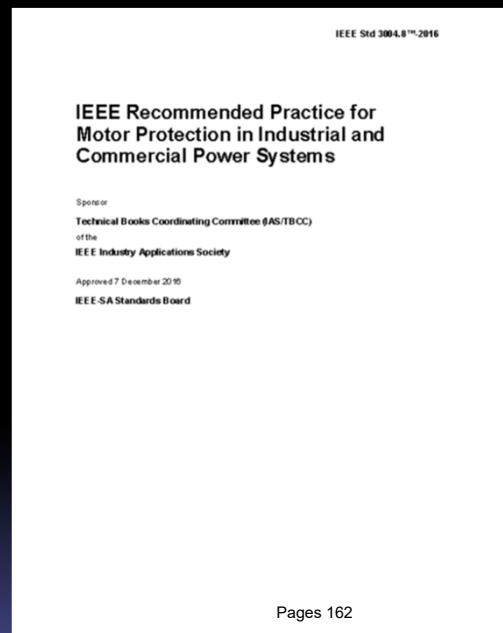 IEEE Std 3004.8™-2016
IEEE Recommended Practice for
Motor Protection in Industrial and
Commercial Power Systems
Sponsor
Technical Books Coordinating Committee (IAS/TBCC)
of the
IEEE Industry Applications Society
Approved 7 December 2016
IEEE-SA Standards Board
Pages 162